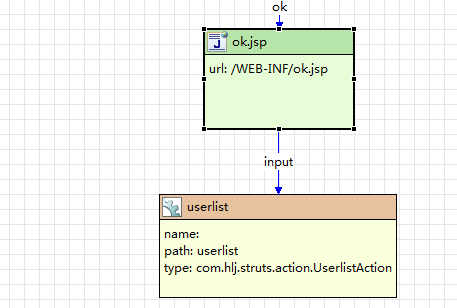 ok
ok.jsp
url: /WEB-INF/ok.jsp
input
userlist
name:
path: userlist
type: com.hlj.struts.action.UserlistAction